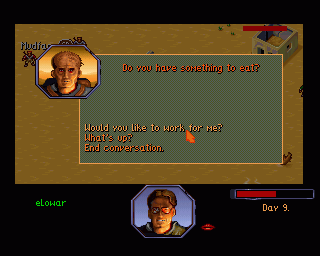 Do you have something to eat?
Would you like to work for me?
What's up?
End conversation.
elowar
Day 9.